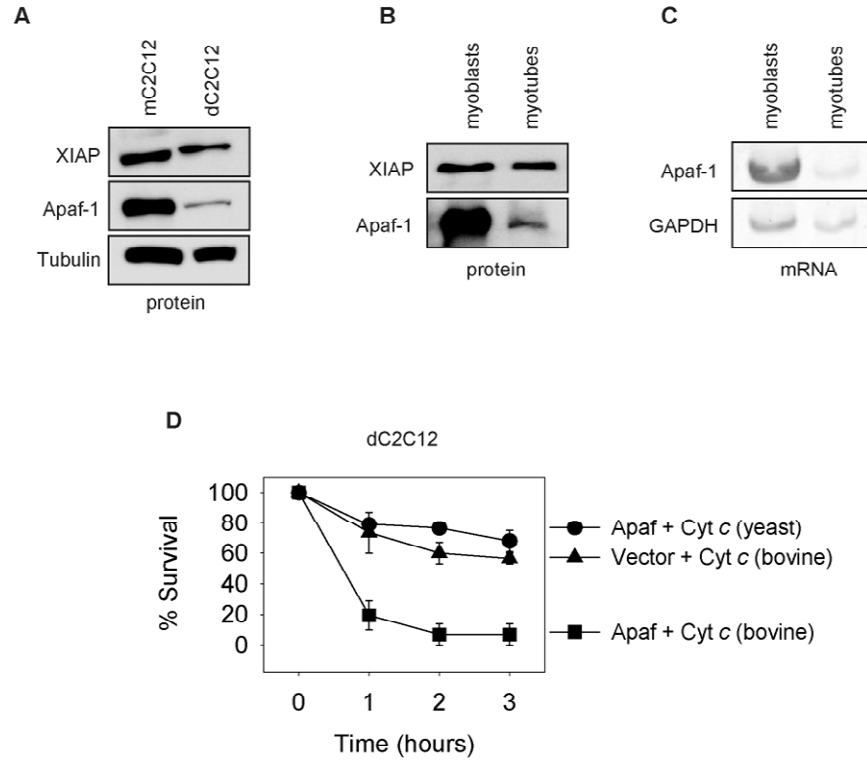 A
mC2C12
dC2C12
XIAP
Apaf-1
Tubulin
protein
B
myoblasts
myotubes
XIAP
Apaf-1
protein
C
myoblasts
myotubes
Apaf-1
GAPDH
mRNA
D
dC2C12
% Survival
100
80
60
40
20
0
0 1 2 3
Time (hours)
Apaf + Cyt c (yeast)
Vector + Cyt c (bovine)
Apaf + Cyt c (bovine)